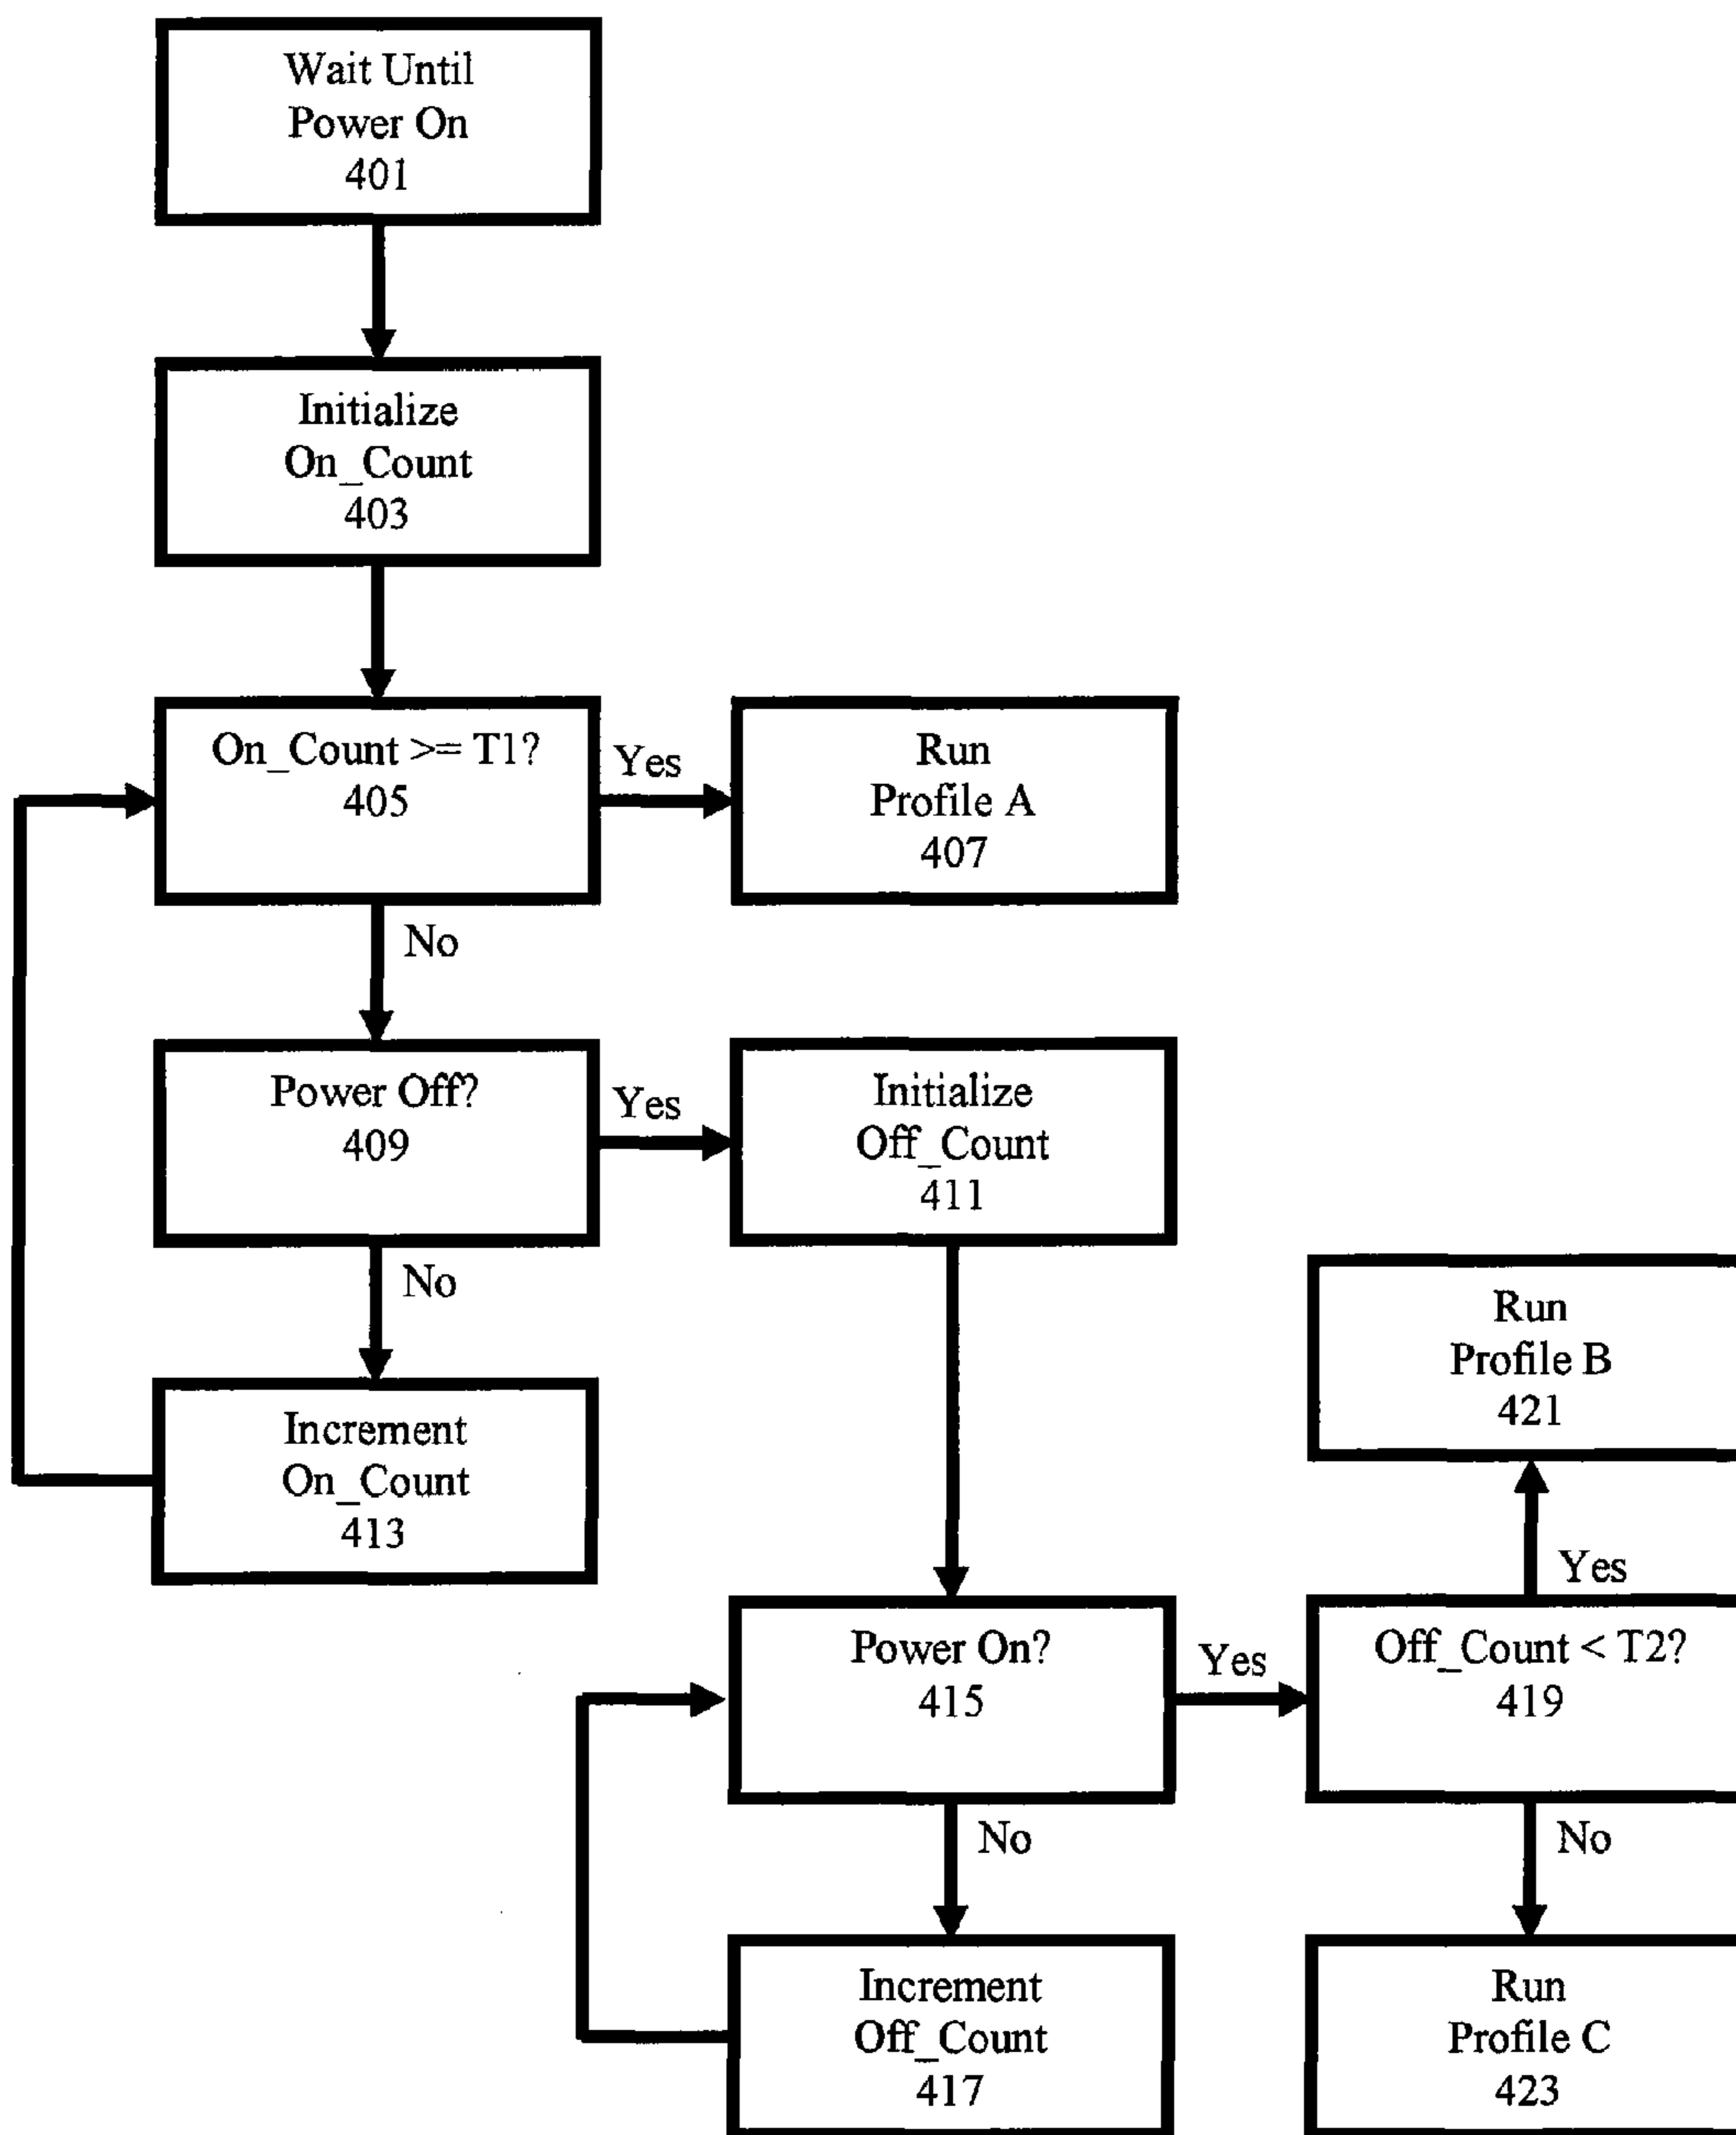 Wait Until
Power On
401
Initialize
On_Count
403
On_Count >= T1?
405
Yes
Run
Profile A
407
No
Power Off?
409
Yes
Initialize
Off_Count
411
No
Increment
On_Count
413
Run
Profile B
421
Yes
Power On?
415
Yes
Off_Count < T2?
419
No
No
Increment
Off_Count
417
Run
Profile C
423